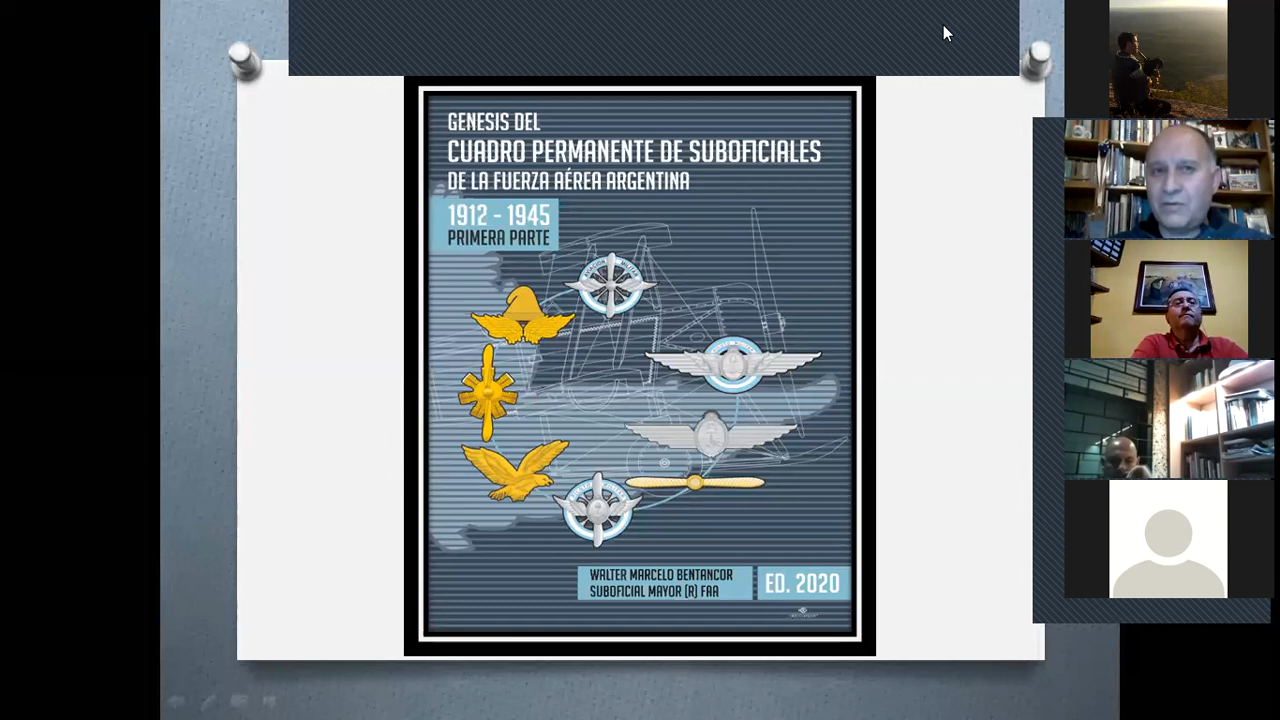 GENESIS DEL
CUADRO PERMANENTE DE SUBOFICIALES
DE LA FUERZA AÉREA ARGENTINA
1912 - 1945
PRIMERA PARTE
WALTER MARCELO BENTANCOR
SUBOFICIAL MAYOR [R] FAA
ED. 2020